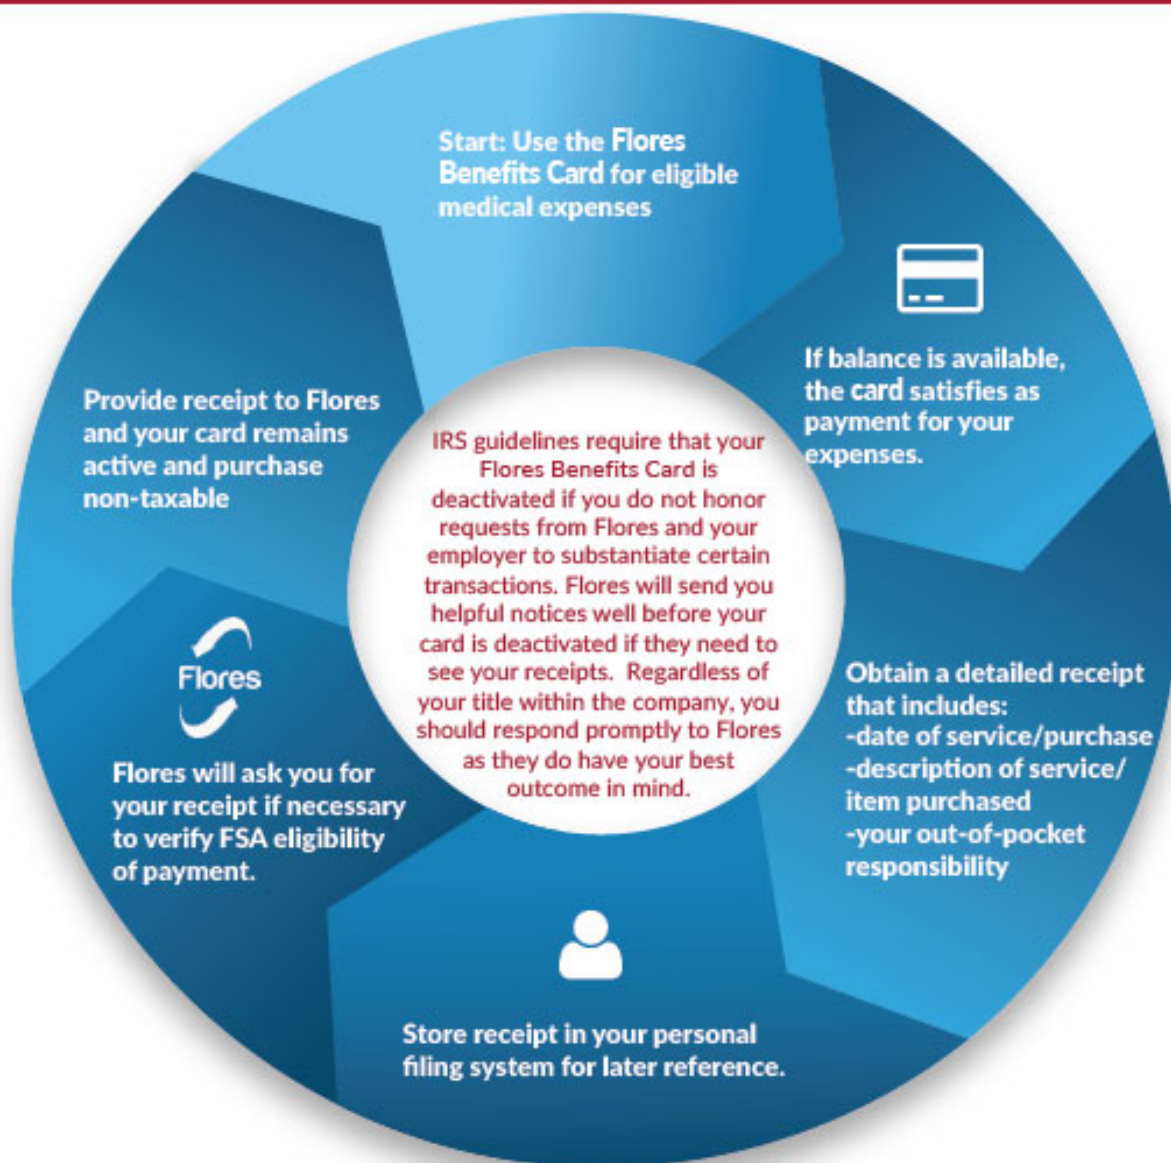 Start: Use the Flores
Benefits Card for eligible
medical expenses
If balance is available,
the card satisfies as
payment for your
expenses.
Obtain a detailed receipt
that includes:
-date of service/purchase
-description of service/
item purchased
-your out-of-pocket
responsibility
Store receipt in your personal
filing system for later reference.
Flores
Flores will ask you for
your receipt if necessary
to verify FSA eligibility
of payment.
Provide receipt to Flores
and your card remains
active and purchase
non-taxable
IRS guidelines require that your
Flores Benefits Card is
deactivated if you do not honor
requests from Flores and your
employer to substantiate certain
transactions. Flores will send you
helpful notices well before your
card is deactivated if they need to
see your receipts.  Regardless of
your title within the company, you
should respond promptly to Flores
as they do have your best
outcome in mind.